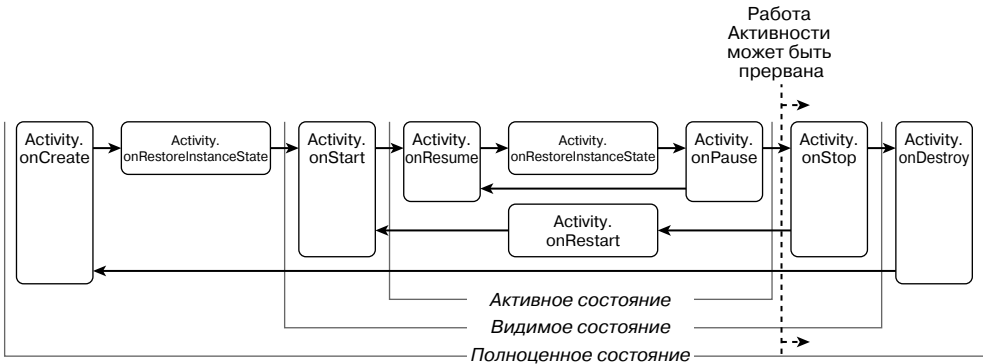 Работа
Активности
может быть
прервана
Activity.
onCreate
Activity.
onRestoreInstanceState
Activity.
onStart
Activity.
onResume
Activity.
onRestoreInstanceState
Activity.
onPause
Activity.
onStop
Activity.
onDestroy
Activity.
onRestart
Активное состояние
Видимое состояние
Полноценное состояние